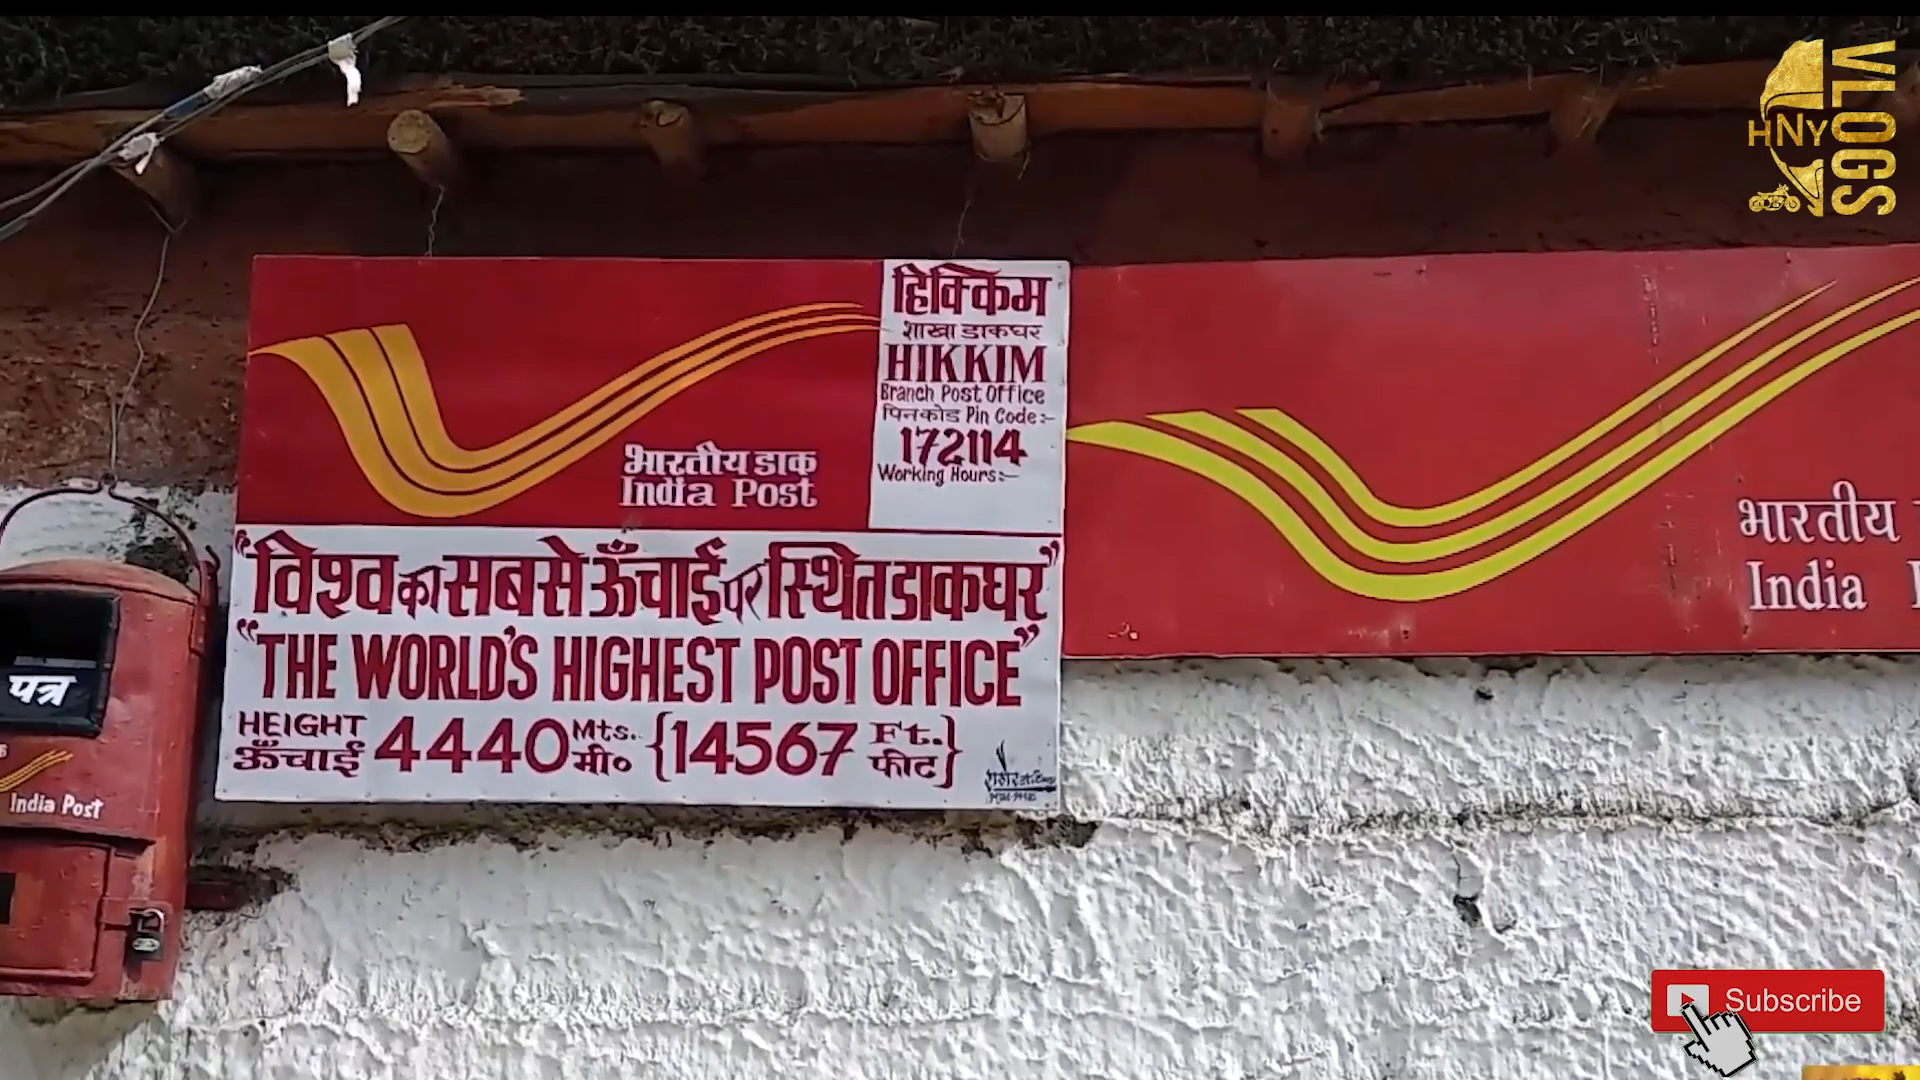 HNY VLOGS
हिक्किम
शाखा डाकघर
HIKKIM
Branch Post Office
पिनकोड Pin Code:-
172114
Working Hours:-
भारतीय डाक
India Post
"विश्व का सबसे ऊँचाई पर स्थित डाकघर"
"THE WORLD'S HIGHEST POST OFFICE"
HEIGHT 4440 Mts. {14567 Ft.}
ऊँचाई मी० फीट
भारतीय
India
पत्र
India Post
Subscribe